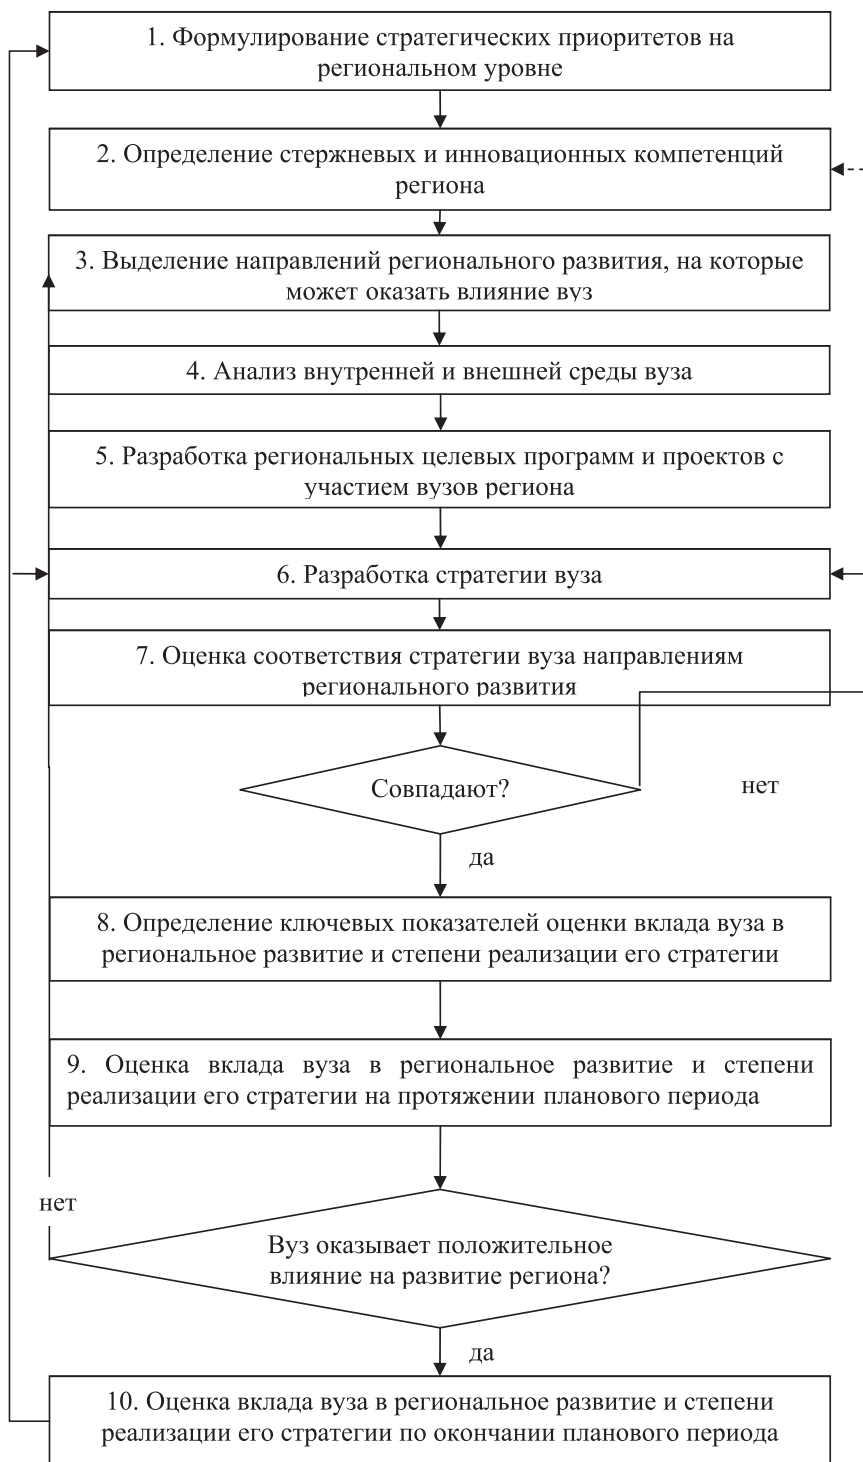 1. Формулирование стратегических приоритетов на
региональном уровне
2. Определение стержневых и инновационных компетенций
региона
3. Выделение направлений регионального развития, на которые
может оказать влияние вуз
4. Анализ внутренней и внешней среды вуза
5. Разработка региональных целевых программ и проектов с
участием вузов региона
6. Разработка стратегии вуза
7. Оценка соответствия стратегии вуза направлениям
регионального развития
Совпадают?
нет
да
8. Определение ключевых показателей оценки вклада вуза в
региональное развитие и степени реализации его стратегии
9. Оценка вклада вуза в региональное развитие и степени
реализации его стратегии на протяжении планового периода
нет
Вуз оказывает положительное
влияние на развитие региона?
да
10. Оценка вклада вуза в региональное развитие и степени
реализации его стратегии по окончании планового периода